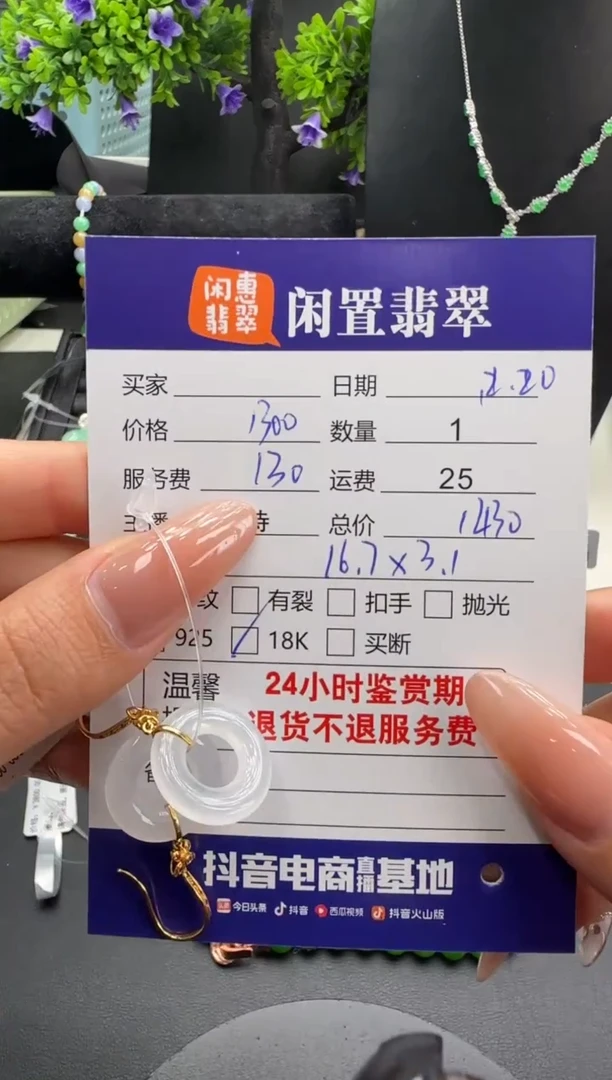 闲惠
翡翠
闲置翡翠
买家 日期 2.20
价格 1300 数量 1
服务费 130 运费 25
主播 总价 1430
16.7×3.1
纹 有裂 扣手 抛光
925 18K 买断
温馨 24小时鉴赏期
退货不退服务费
抖音电商直播基地
今日头条 抖音 西瓜视频 抖音火山版